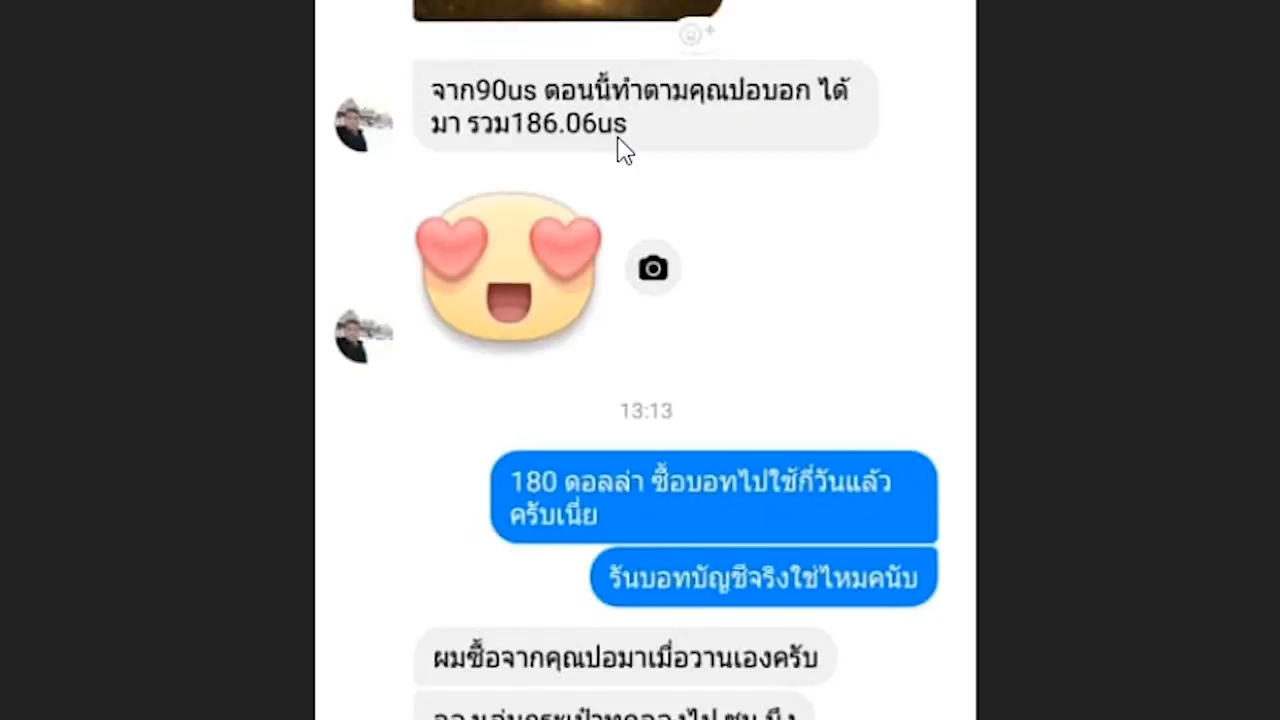 จาก90us ตอนนี้ทำตามคุณปอบอก ได้
มา รวม186.06us
13:13
180 ดอลล่า ซื้อบอทไปใช้กี่วันแล้ว
ครับเนี่ย
รันบอทบัญชีจริงใช่ไหมคนับ
ผมซื้อจากคุณปอมาเมื่อวานเองครับ